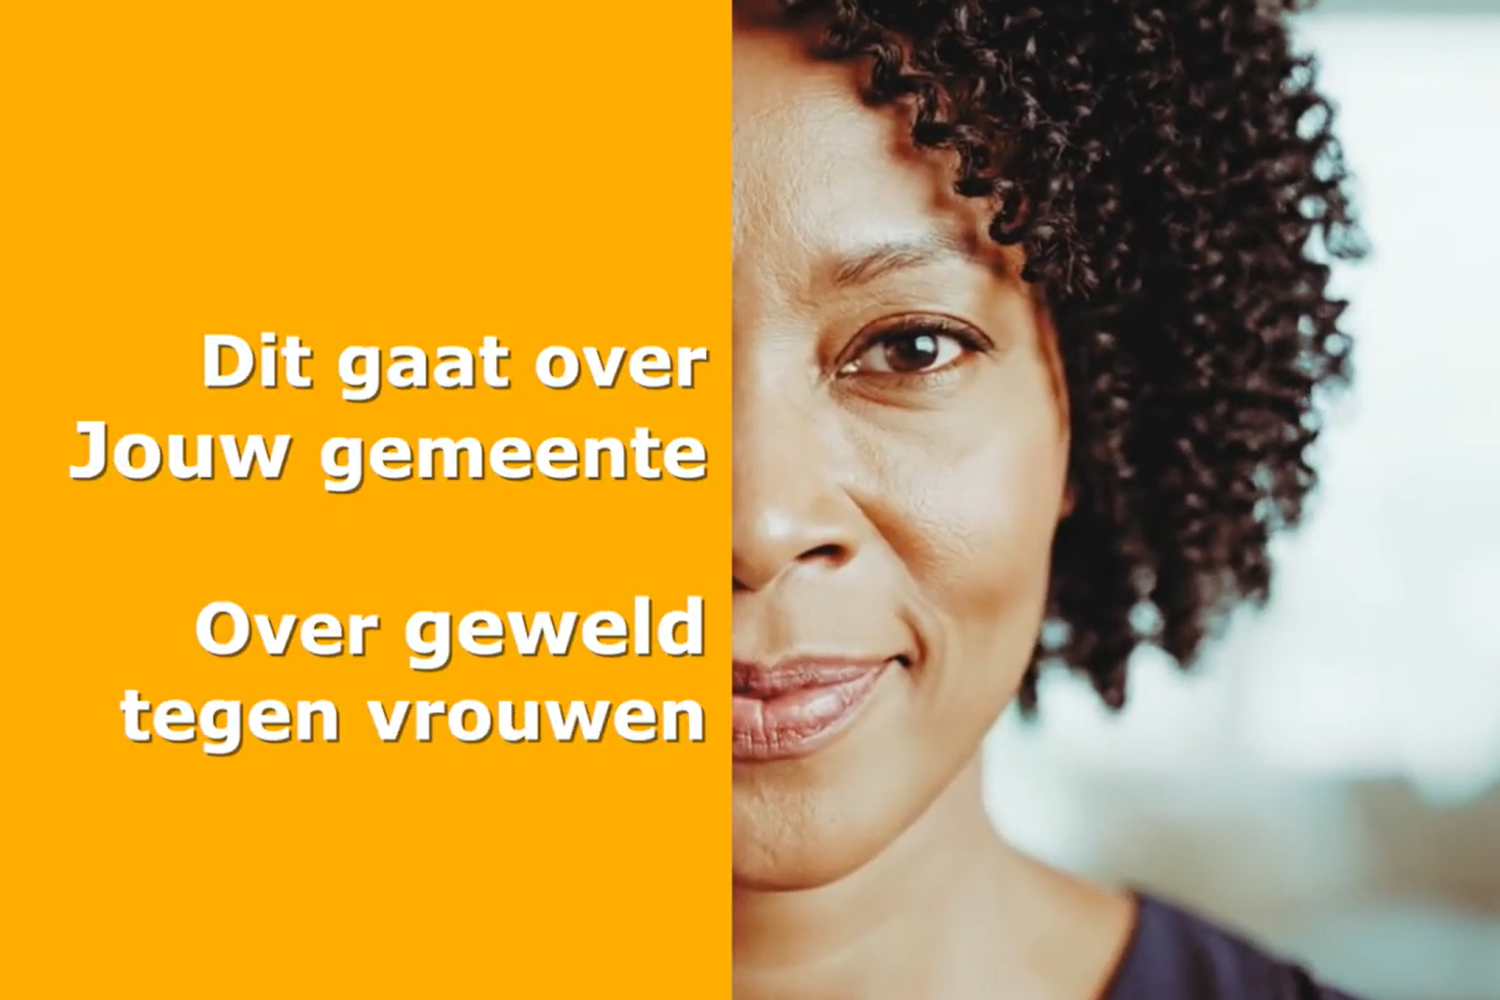 Dit gaat over
Jouw gemeente
Over geweld
tegen vrouwen